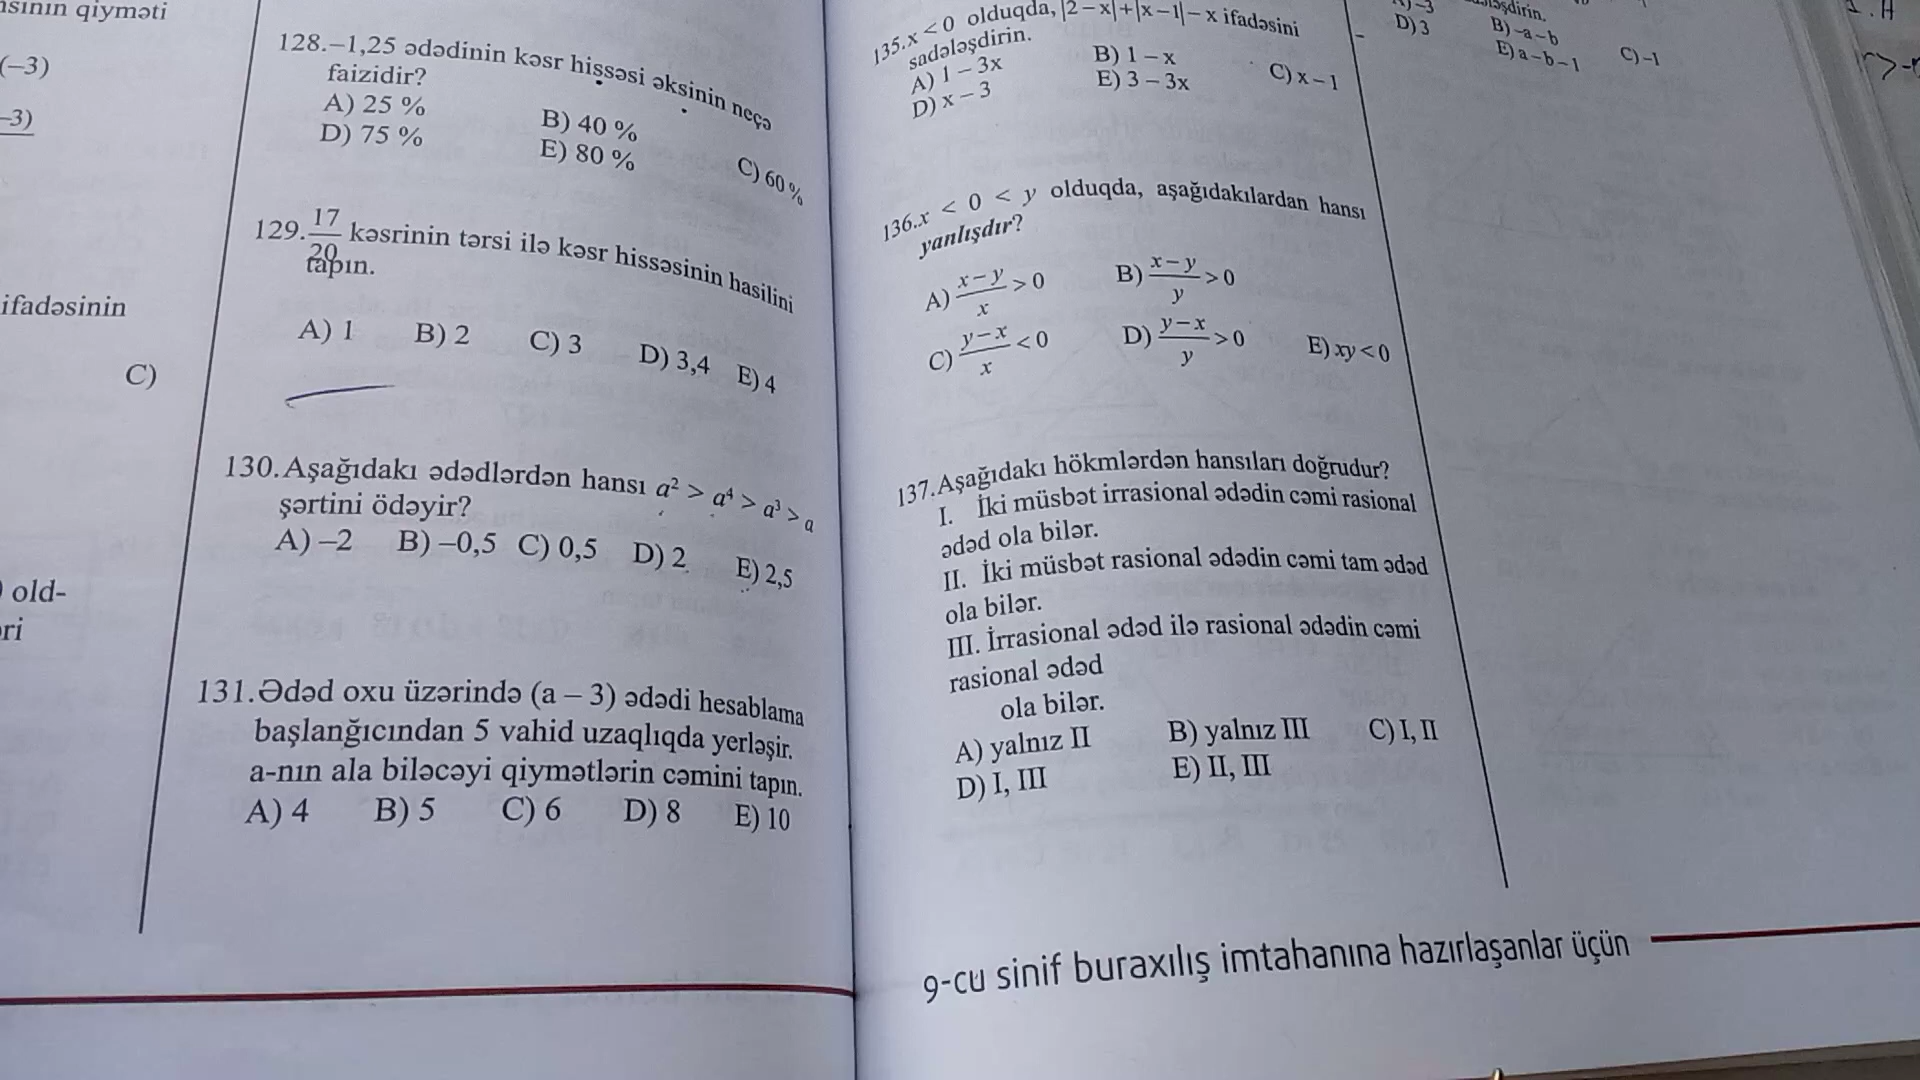 qiyməti
(–3)
–3)
ifadəsinin
C)
old-
ri
128.–1,25 ədədinin kəsr hissəsi əksinin neçə
faizidir?
A) 25 % B) 40 % C) 60 %
D) 75 % E) 80 %
129. 17/20 kəsrinin tərsi ilə kəsr hissəsinin hasilini
tapın.
A) 1 B) 2 C) 3 D) 3,4 E) 4
130. Aşağıdakı ədədlərdən hansı a² > a⁴ > a³ > a
şərtini ödəyir?
A) –2 B) –0,5 C) 0,5 D) 2 E) 2,5
131. Ədəd oxu üzərində (a – 3) ədədi hesablama
başlanğıcından 5 vahid uzaqlıqda yerləşir.
a-nın ala biləcəyi qiymətlərin cəmini tapın.
A) 4 B) 5 C) 6 D) 8 E) 10
135. x < 0 olduqda, |2 – x| + |x – 1| – x ifadəsini
sadələşdirin.
A) 1 – 3x B) 1 – x C) x – 1
D) x – 3 E) 3 – 3x
136. x < 0 < y olduqda, aşağıdakılardan hansı
yanlışdır?
A) (x – y)/x > 0 B) (x – y)/y > 0
C) (y – x)/x < 0 D) (y – x)/y > 0 E) xy < 0
137. Aşağıdakı hökmlərdən hansıları doğrudur?
I. İki müsbət irrasional ədədin cəmi rasional
ədəd ola bilər.
II. İki müsbət rasional ədədin cəmi tam ədəd
ola bilər.
III. İrrasional ədəd ilə rasional ədədin cəmi
rasional ədəd
ola bilər.
A) yalnız II B) yalnız III C) I, II
D) I, III E) II, III
B) –a – b C) –1
D) 3 E) a – b – 1
9-cu sinif buraxılış imtahanına hazırlaşanlar üçün